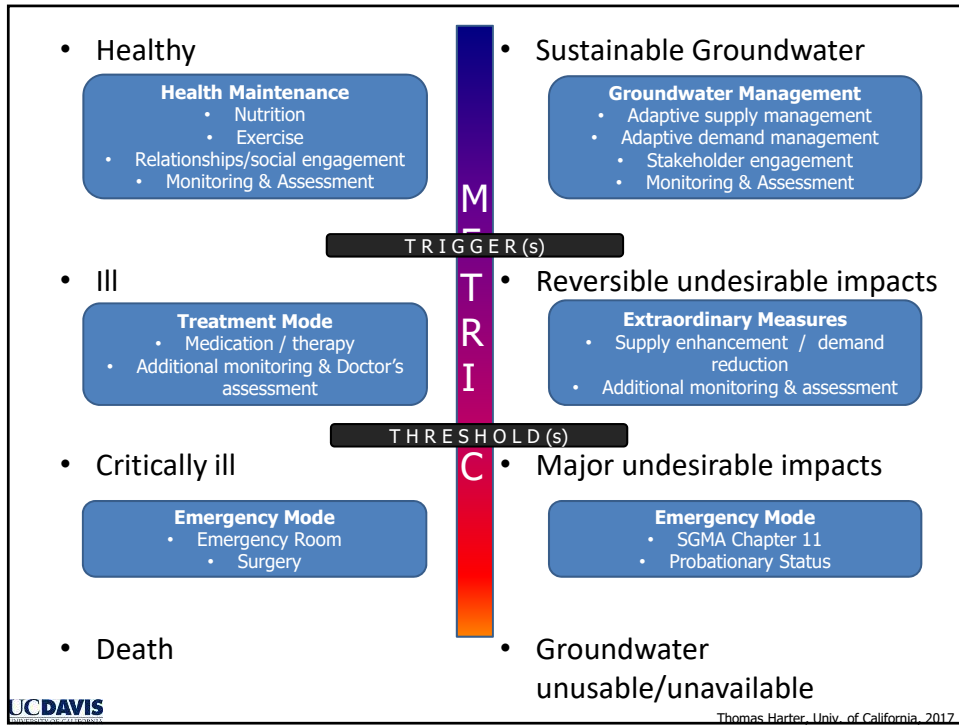 • Healthy
Health Maintenance
• Nutrition
• Exercise
• Relationships/social engagement
• Monitoring & Assessment
• Ill
Treatment Mode
• Medication / therapy
• Additional monitoring & Doctor's
assessment
• Critically ill
Emergency Mode
• Emergency Room
• Surgery
• Death
M
T
R
I
C
T R I G G E R (s)
T H R E S H O L D (s)
• Sustainable Groundwater
Groundwater Management
• Adaptive supply management
• Adaptive demand management
• Stakeholder engagement
• Monitoring & Assessment
• Reversible undesirable impacts
Extraordinary Measures
• Supply enhancement / demand
reduction
• Additional monitoring & assessment
• Major undesirable impacts
Emergency Mode
• SGMA Chapter 11
• Probationary Status
• Groundwater
unusable/unavailable
UCDAVIS
UNIVERSITY OF CALIFORNIA
Thomas Harter, Univ. of California, 2017